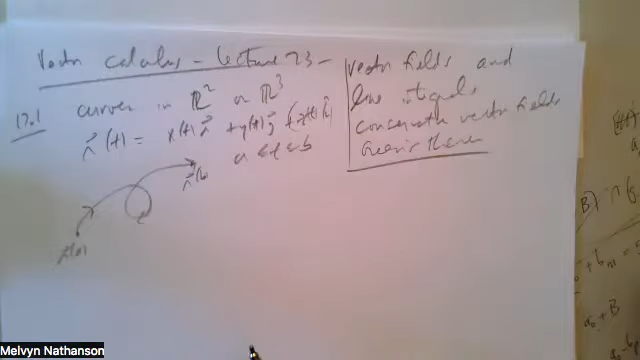 Vector calculus - Lecture 23 -
17.1 curves in ℝ² or ℝ³
r⃗(t) = x(t) i⃗ + y(t) j⃗ (+ z(t) k⃗)
a ≤ t ≤ b
r⃗(b)
r⃗(a)
vector fields and
line integrals
conservative vector fields
Green's theorem
B)
a₀ + B
Melvyn Nathanson